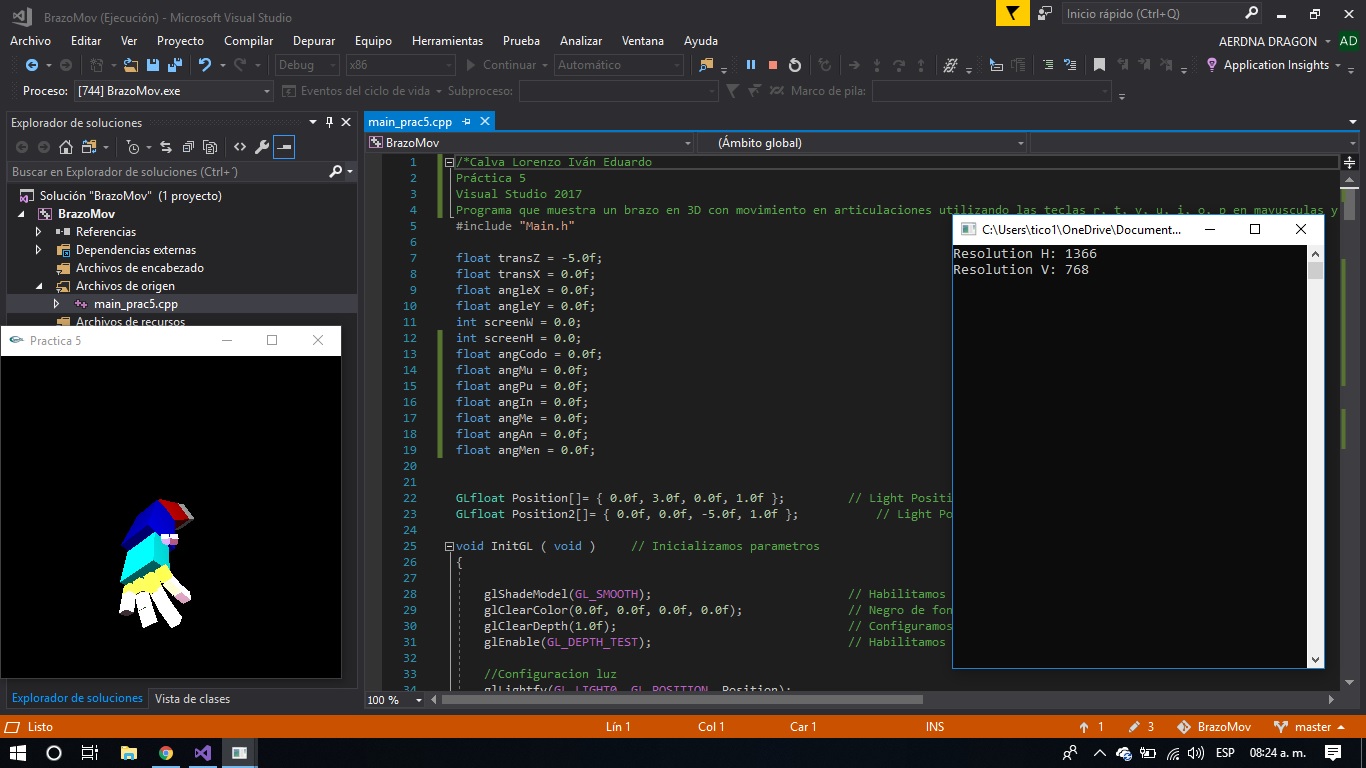 BrazoMov (Ejecución) - Microsoft Visual Studio
Inicio rápido (Ctrl+Q)
Archivo Editar Ver Proyecto Compilar Depurar Equipo Herramientas Prueba Analizar Ventana Ayuda
AERDNA DRAGON AD
Debug x86 Continuar Automático Application Insights
Proceso: [744] BrazoMov.exe Eventos del ciclo de vida Subproceso: Marco de pila:
Explorador de soluciones
Buscar en Explorador de soluciones (Ctrl+´)
Solución "BrazoMov" (1 proyecto)
BrazoMov
Referencias
Dependencias externas
Archivos de encabezado
Archivos de origen
main_prac5.cpp
Archivos de recursos
Practica 5
Explorador de soluciones Vista de clases
main_prac5.cpp
BrazoMov (Ámbito global)
1 /*Calva Lorenzo Iván Eduardo
2 Práctica 5
3 Visual Studio 2017
4 Programa que muestra un brazo en 3D con movimiento en articulaciones utilizando las teclas r, t, y, u, i, o, p en mayusculas y
5 #include "Main.h"
6
7 float transZ = -5.0f;
8 float transX = 0.0f;
9 float angleX = 0.0f;
10 float angleY = 0.0f;
11 int screenW = 0.0;
12 int screenH = 0.0;
13 float angCodo = 0.0f;
14 float angMu = 0.0f;
15 float angPu = 0.0f;
16 float angIn = 0.0f;
17 float angMe = 0.0f;
18 float angAn = 0.0f;
19 float angMen = 0.0f;
20
21
22 GLfloat Position[]= { 0.0f, 3.0f, 0.0f, 1.0f }; // Light Positi
23 GLfloat Position2[]= { 0.0f, 0.0f, -5.0f, 1.0f }; // Light Po
24
25 void InitGL ( void ) // Inicializamos parametros
26 {
27
28 glShadeModel(GL_SMOOTH); // Habilitamos
29 glClearColor(0.0f, 0.0f, 0.0f, 0.0f); // Negro de fon
30 glClearDepth(1.0f); // Configuramos
31 glEnable(GL_DEPTH_TEST); // Habilitamos
32
33 //Configuracion luz
34 glLightfv(GL_LIGHT0, GL_POSITION, Position);
100 %
C:\Users\tico1\OneDrive\Document...
Resolution H: 1366
Resolution V: 768
Listo Lín 1 Col 1 Car 1 INS 1 3 BrazoMov master
ESP 08:24 a. m.